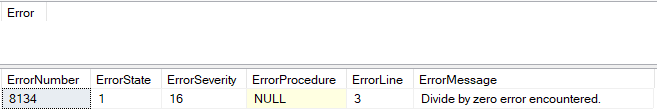 Error
ErrorNumber ErrorState ErrorSeverity ErrorProcedure ErrorLine ErrorMessage
8134 1 16 NULL 3 Divide by zero error encountered.